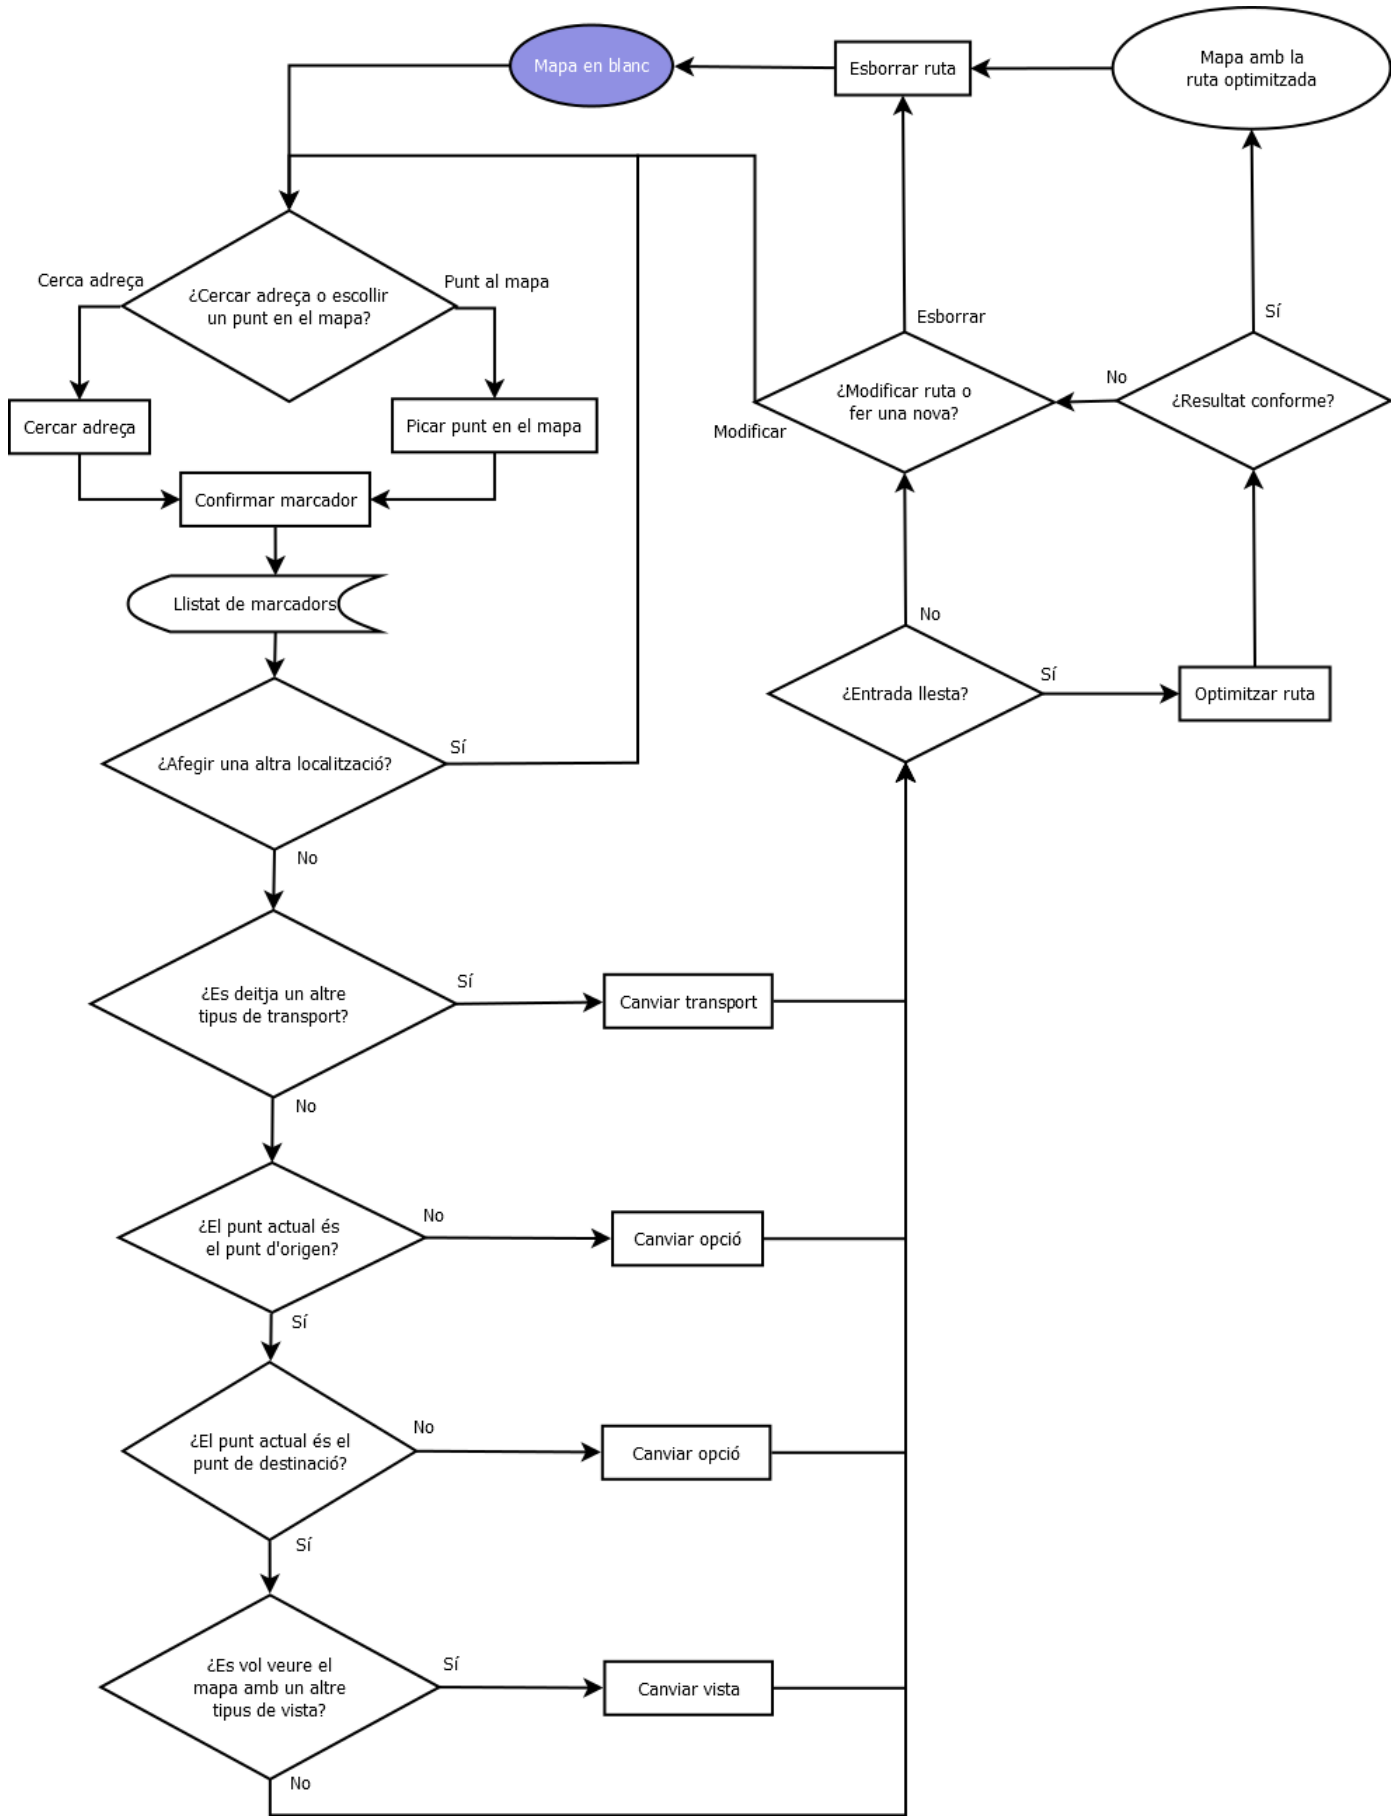 Mapa en blanc
Esborrar ruta
Mapa amb la
ruta optimitzada
Cerca adreça
¿Cercar adreça o escollir
un punt en el mapa?
Punt al mapa
Cercar adreça
Picar punt en el mapa
Confirmar marcador
Llistat de marcadors
¿Afegir una altra localització?
Sí
No
¿Es deitja un altre
tipus de transport?
Sí
Canviar transport
No
¿El punt actual és
el punt d'origen?
No
Canviar opció
Sí
¿El punt actual és el
punt de destinació?
No
Canviar opció
Sí
¿Es vol veure el
mapa amb un altre
tipus de vista?
Sí
Canviar vista
No
¿Entrada llesta?
No
Sí
Optimitzar ruta
¿Modificar ruta o
fer una nova?
Modificar
Esborrar
¿Resultat conforme?
No
Sí